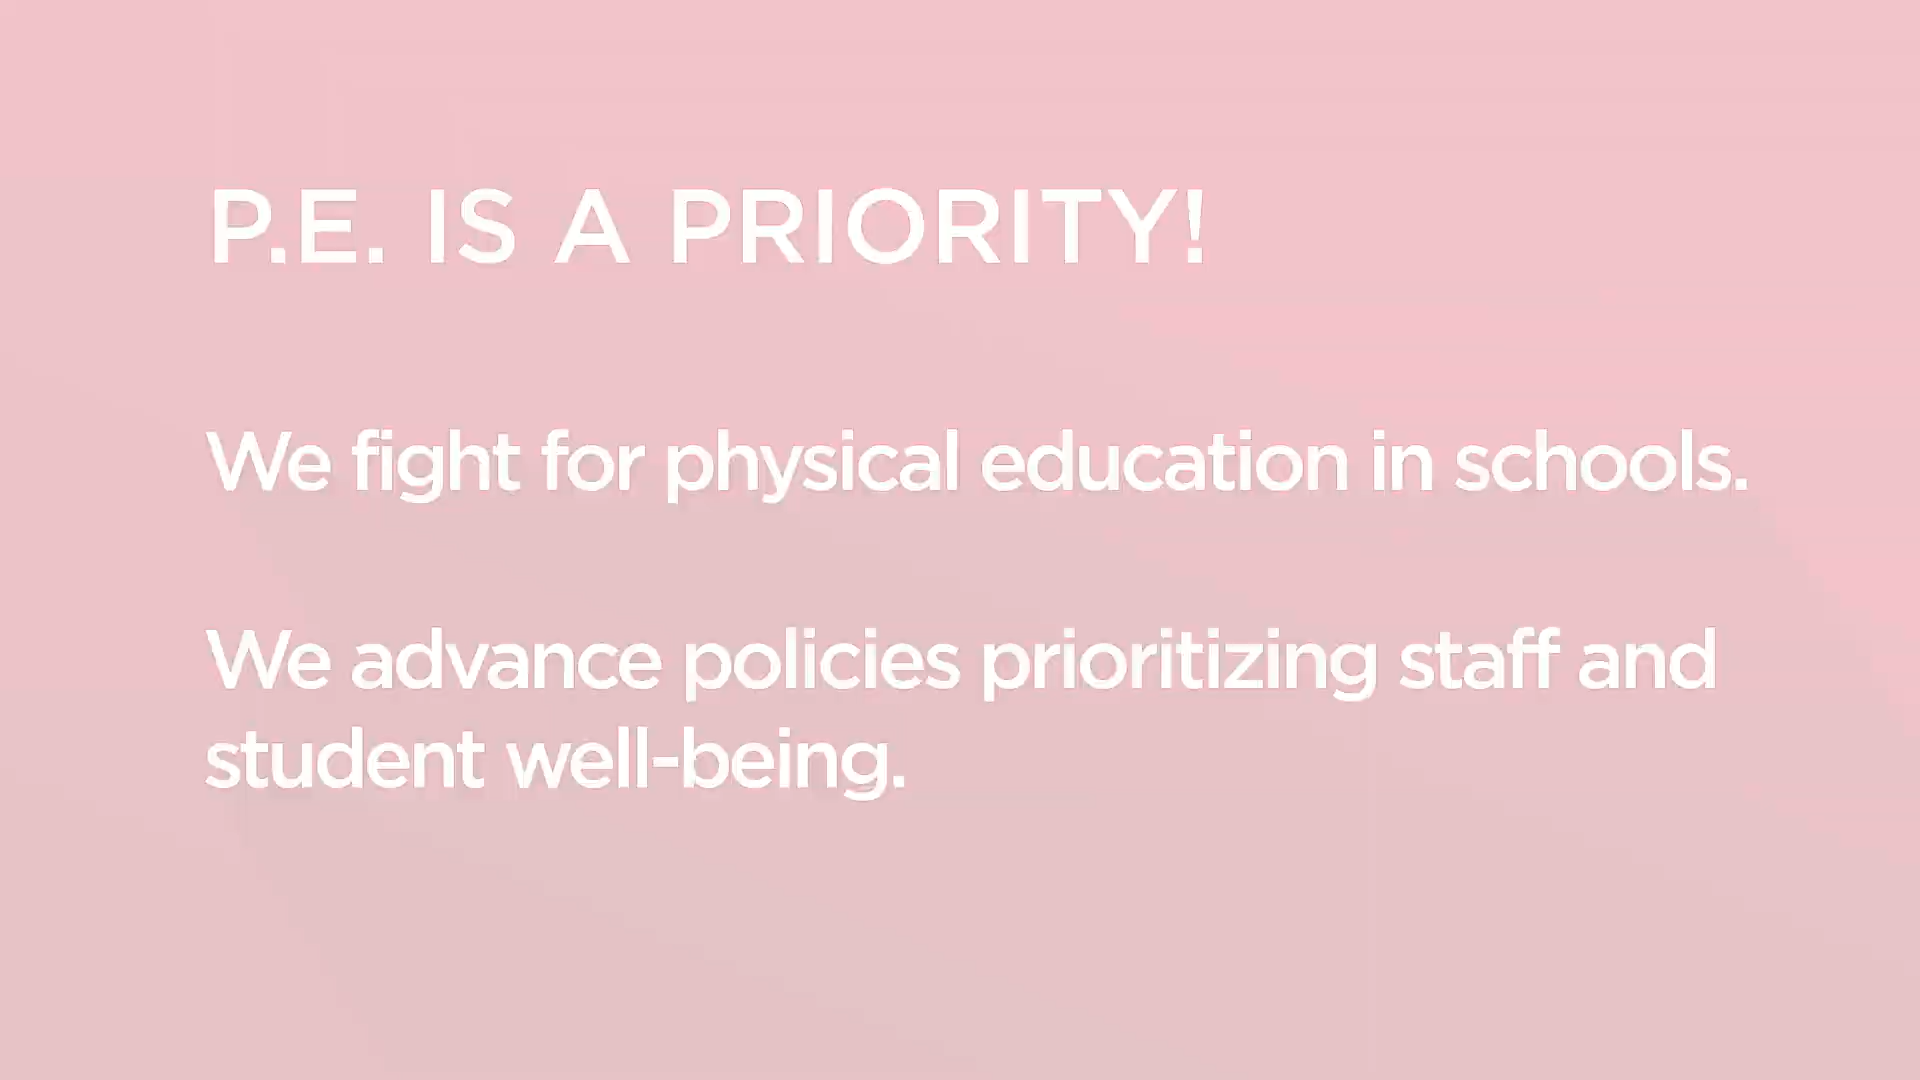 P.E. IS A PRIORITY!
We fight for physical education in schools.
We advance policies prioritizing staff and
student well-being.